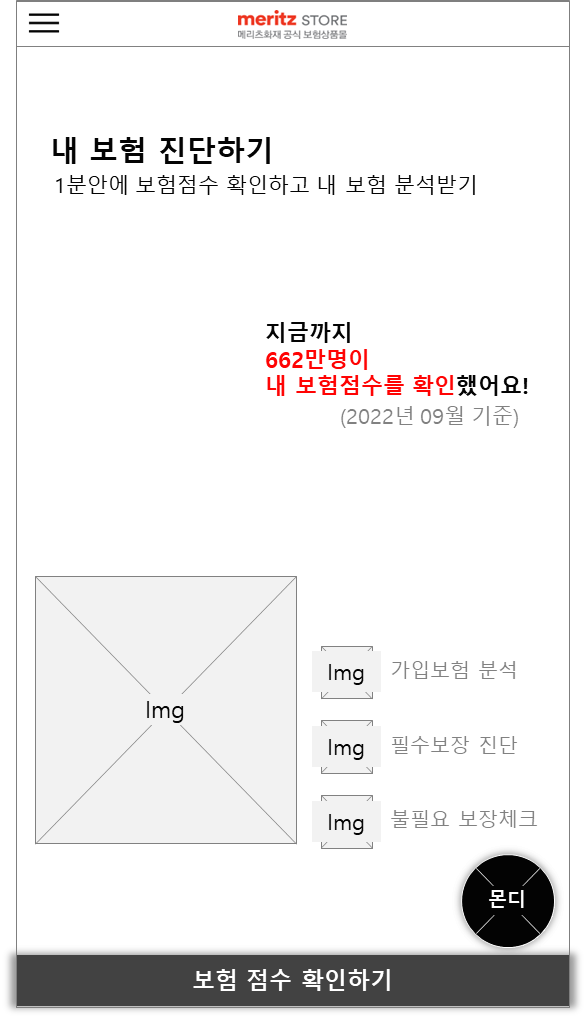 meritz STORE
메리츠화재 공식 보험상품몰
내 보험 진단하기
1분안에 보험점수 확인하고 내 보험 분석받기
지금까지
662만명이
내 보험점수를 확인했어요!
(2022년 09월 기준)
Img
Img
가입보험 분석
Img
필수보장 진단
Img
불필요 보장체크
몬디
보험 점수 확인하기